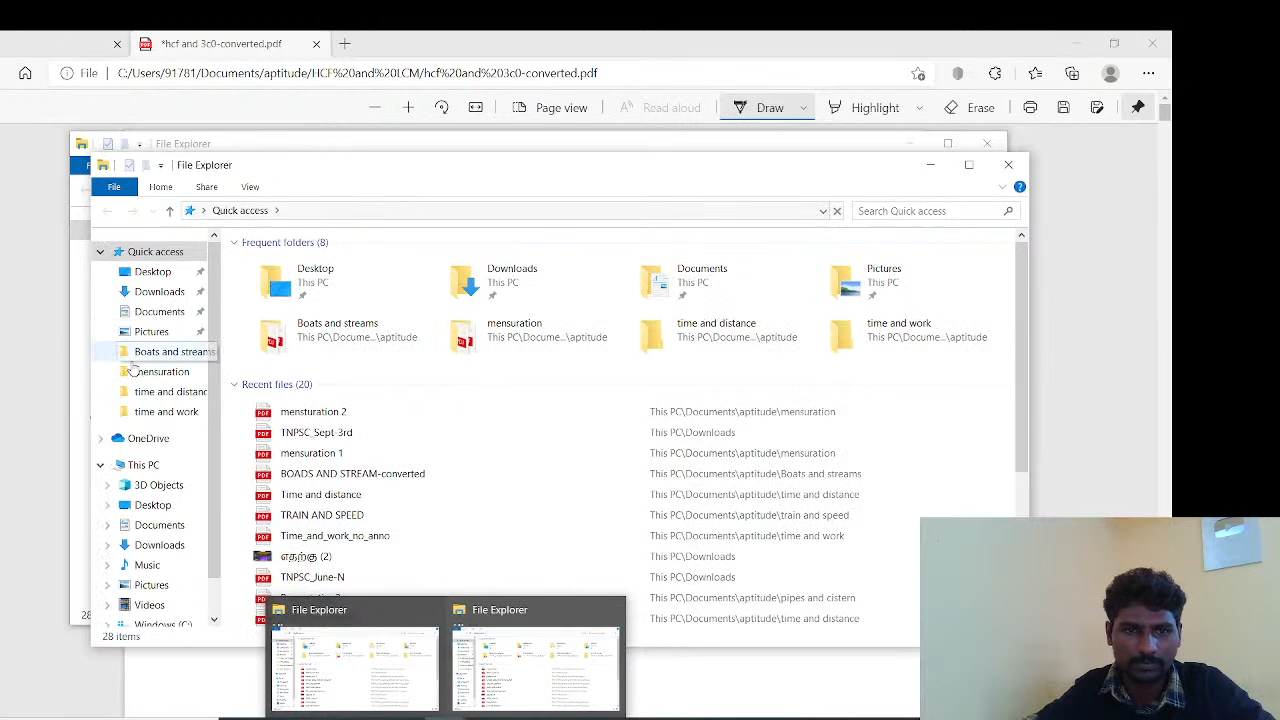 *hcf and 3c0-converted.pdf
File
C:/Users/91781/Documents/aptitude/HCF%20and%20LCM/hcf%20and%203c0-converted.pdf
Page view
Read aloud
Draw
Highlight
Erase
File Explorer
File Explorer
File
Home
Share
View
Quick access
Search Quick access
Quick access
Frequent folders (8)
Desktop
This PC
Downloads
This PC
Documents
This PC
Pictures
This PC
Boats and streams
This PC\Docume...\aptitude
mensuration
This PC\Docume...\aptitude
time and distance
This PC\Docume...\aptitude
time and work
This PC\Docume...\aptitude
Desktop
Downloads
Documents
Pictures
Boats and streams
mensuration
time and distanc
time and work
OneDrive
This PC
3D Objects
Desktop
Documents
Downloads
Music
Pictures
Videos
Windows (C:)
28 items
Recent files (20)
mensturation 2
This PC\Documents\aptitude\mensuration
TNPSC_Sept-3rd
This PC\Downloads
mensuration 1
This PC\Documents\aptitude\mensuration
BOADS AND STREAM-converted
This PC\Documents\aptitude\Boats and streams
Time and distance
This PC\Documents\aptitude\time and distance
TRAIN AND SPEED
This PC\Documents\aptitude\train and speed
Time_and_work_no_anno
This PC\Documents\aptitude\time and work
எதற்கு (2)
This PC\Downloads
TNPSC_June-N
This PC\Downloads
This PC\Documents\aptitude\pipes and cistern
This PC\Documents\aptitude\time and distance
File Explorer
File Explorer